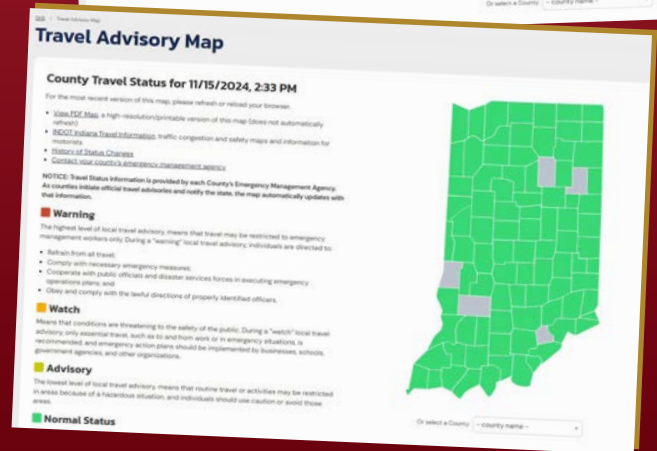 Or select a County: - county name -
DHS / Travel Advisory Map
Travel Advisory Map
County Travel Status for 11/15/2024, 2:33 PM
For the most recent version of this map, please refresh or reload your browser.
View PDF Map, a high-resolution/printable version of this map (does not automatically
refresh)
INDOT Indiana Travel Information, traffic congestion and safety maps and information for
motorists
History of Status Changes
Contact your county's emergency management agency
NOTICE: Travel Status information is provided by each County's Emergency Management Agency.
As counties initiate official travel advisories and notify the state, the map automatically updates with
that information.
Warning
The highest level of local travel advisory, means that travel may be restricted to emergency
management workers only. During a "warning" local travel advisory, individuals are directed to:
Refrain from all travel;
Comply with necessary emergency measures;
Cooperate with public officials and disaster services forces in executing emergency
operations plans; and
Obey and comply with the lawful directions of properly identified officers.
Watch
Means that conditions are threatening to the safety of the public. During a "watch" local travel
advisory, only essential travel, such as to and from work or in emergency situations, is
recommended, and emergency action plans should be implemented by businesses, schools,
government agencies, and other organizations.
Advisory
The lowest level of local travel advisory, means that routine travel or activities may be restricted
in areas because of a hazardous situation, and individuals should use caution or avoid those
areas.
Normal Status
Or select a County: - county name -